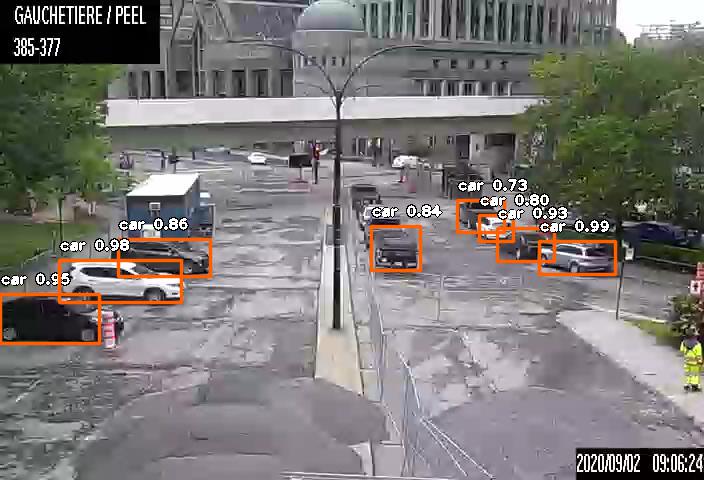 GAUCHETIERE / PEEL
385-377
car 0.73
car 0.80
car 0.84
car 0.93
car 0.86
car 0.99
car 0.98
car 0.95
2020/09/02 09:06:24